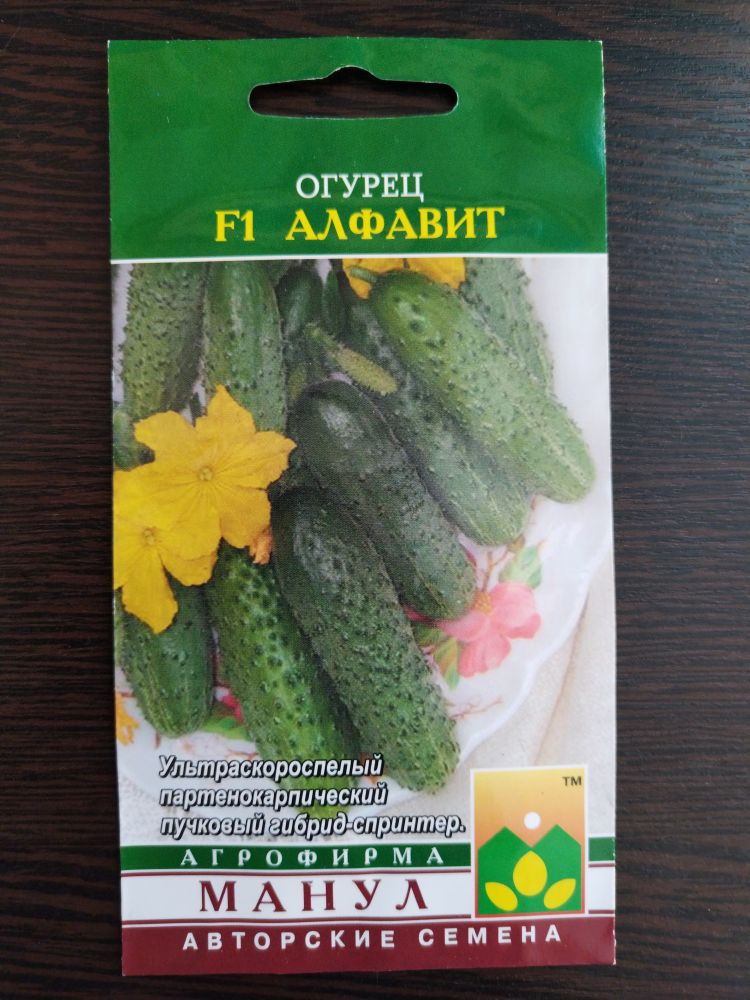 ОГУРЕЦ
F1 АЛФАВИТ
Ультраскороспелый
партенокарпический
пучковый гибрид-спринтер.
TM
АГРОФИРМА
МАНУЛ
АВТОРСКИЕ СЕМЕНА